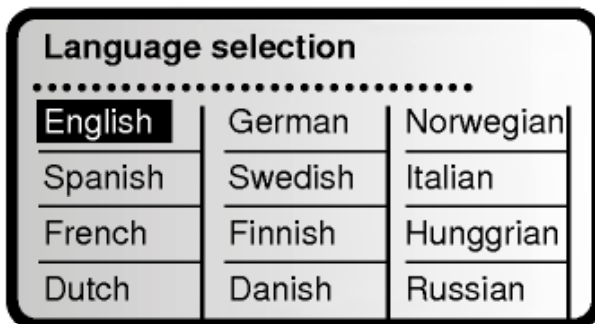 Language selection
English German Norwegian
Spanish Swedish Italian
French Finnish Hunggrian
Dutch Danish Russian